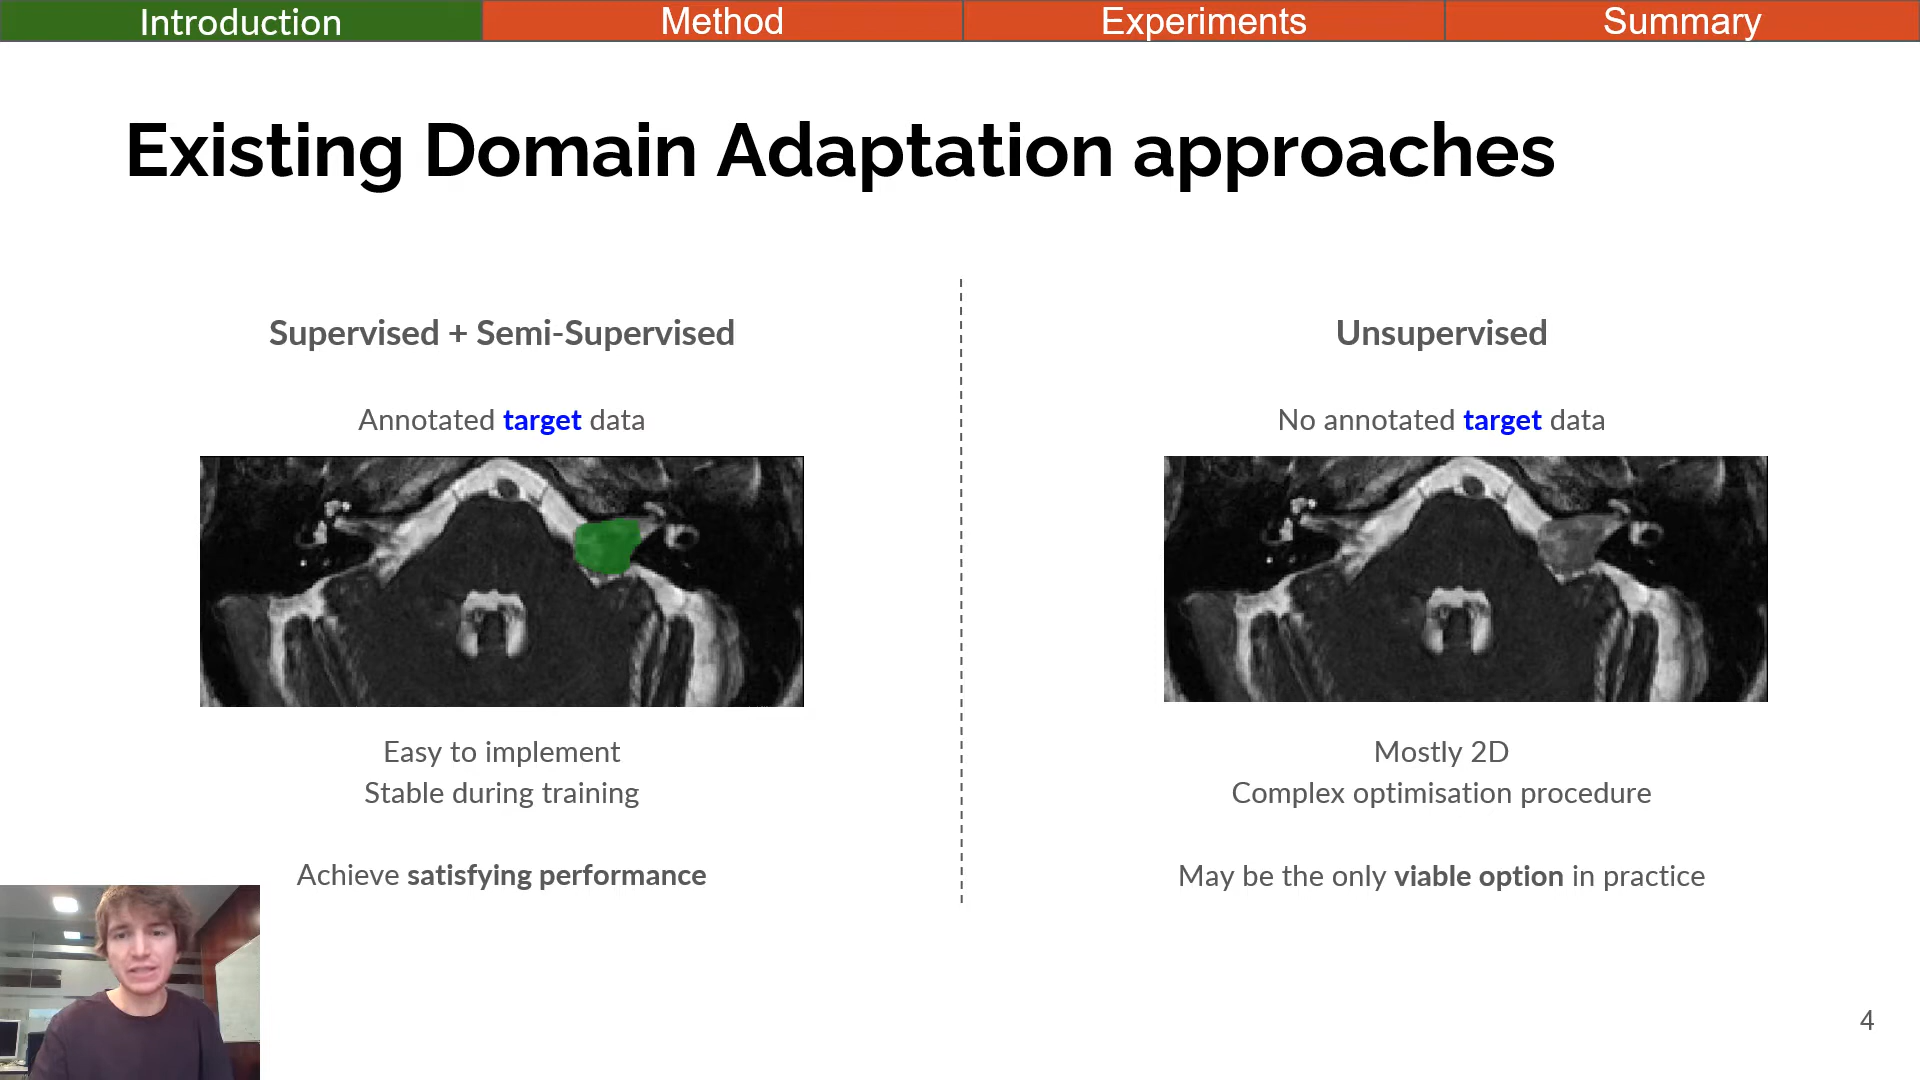 Introduction
Method
Experiments
Summary
Existing Domain Adaptation approaches
Supervised + Semi-Supervised
Annotated target data
Easy to implement
Stable during training
Achieve satisfying performance
Unsupervised
No annotated target data
Mostly 2D
Complex optimisation procedure
May be the only viable option in practice
4